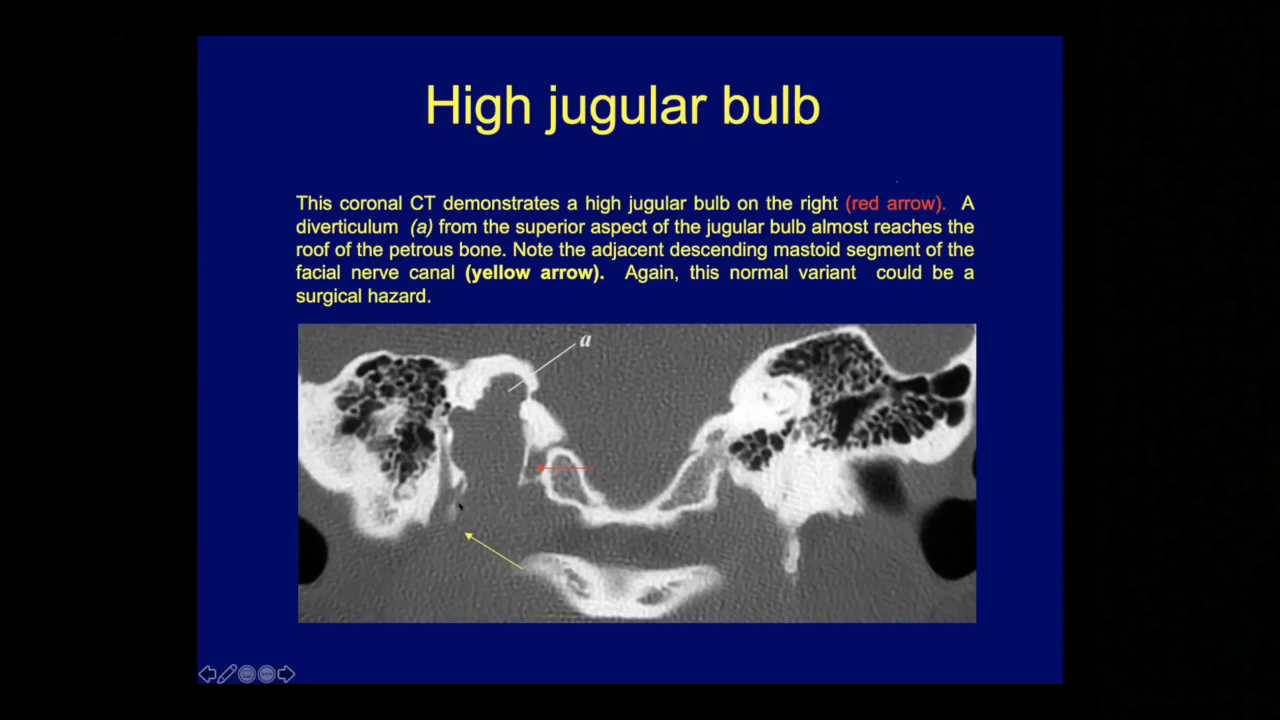 High jugular bulb
This coronal CT demonstrates a high jugular bulb on the right (red arrow). A
diverticulum (a) from the superior aspect of the jugular bulb almost reaches the
roof of the petrous bone. Note the adjacent descending mastoid segment of the
facial nerve canal (yellow arrow). Again, this normal variant could be a
surgical hazard.
a